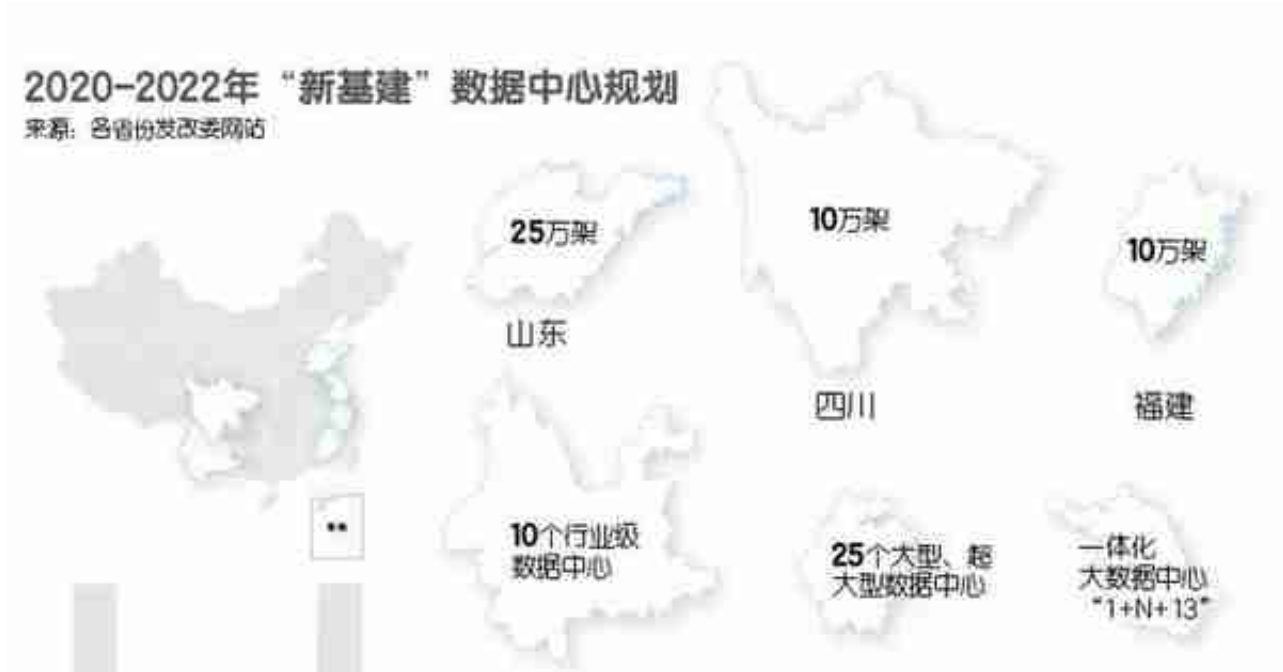 2020-2022年“新基建”数据中心规划
来源：各省份发改委网站
25万架
山东
10万架
四川
10万架
福建
10个行业级
数据中心
25个大型、超
大型数据中心
一体化
大数据中心
“1+N+13”